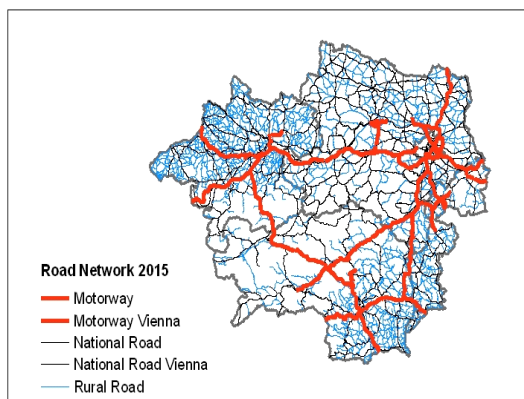 Road Network 2015
Motorway
Motorway Vienna
National Road
National Road Vienna
Rural Road